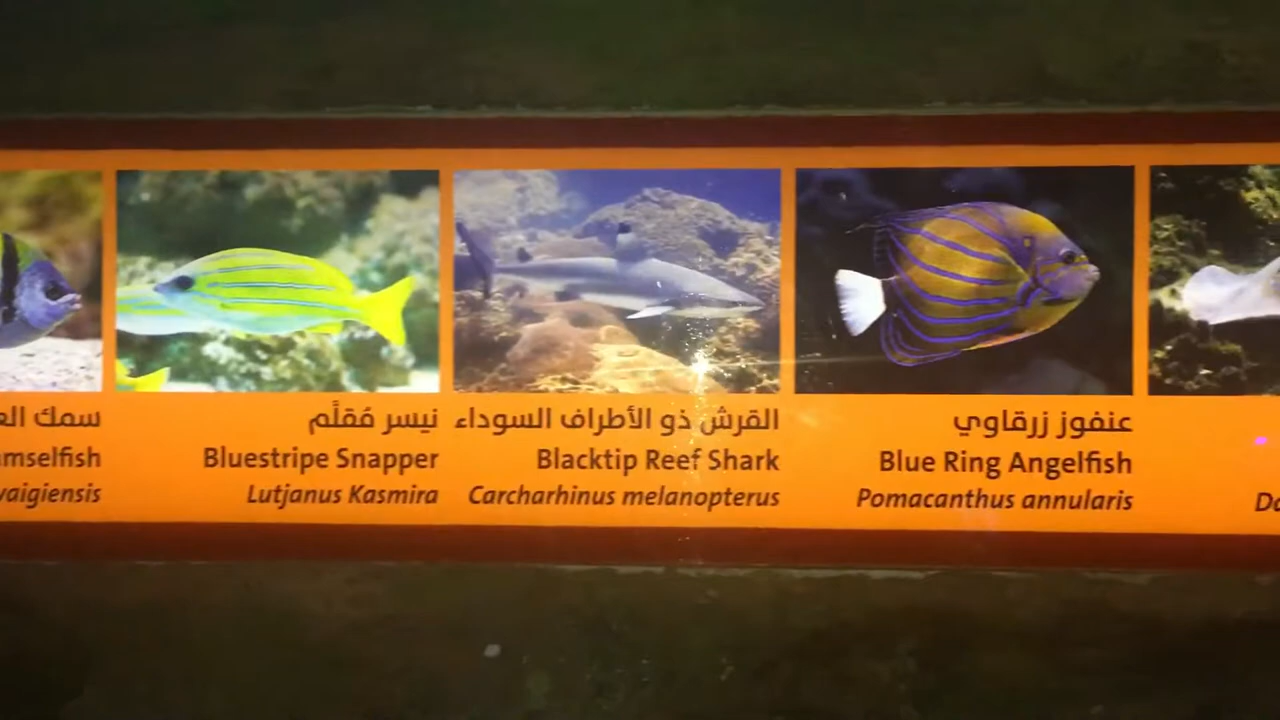 سمك
نيسر مُقلَّم
القرش ذو الأطراف السوداء
عنفوز زرقاوي
Bluestripe Snapper
Blacktip Reef Shark
Blue Ring Angelfish
Lutjanus Kasmira
Carcharhinus melanopterus
Pomacanthus annularis